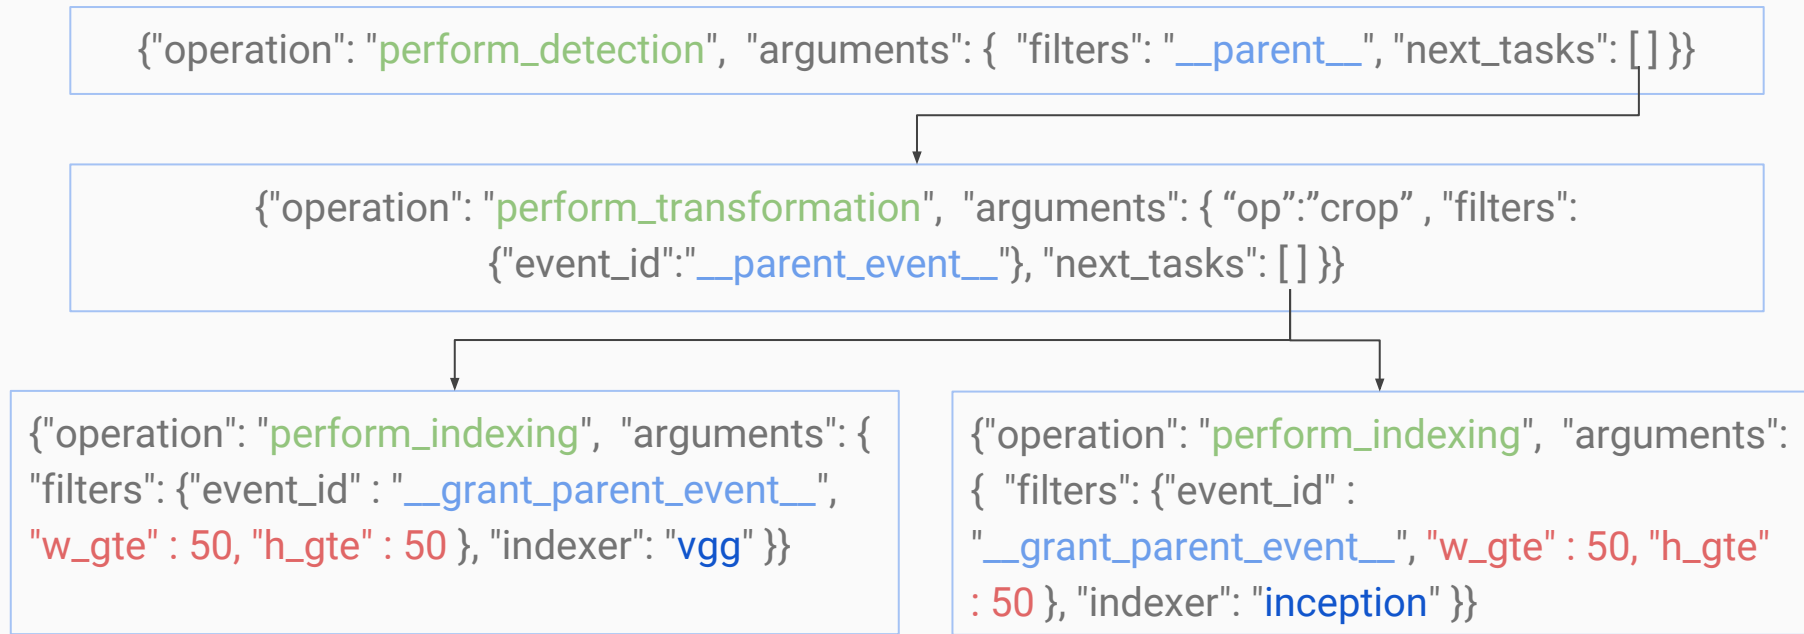 {"operation": "perform_detection", "arguments": { "filters": "__parent__", "next_tasks": [ ] }}
{"operation": "perform_transformation", "arguments": { “op”:”crop” , "filters":
{"event_id":"__parent_event__"}, "next_tasks": [ ] }}
{"operation": "perform_indexing", "arguments": {
"filters": {"event_id" : "__grant_parent_event__",
"w_gte" : 50, "h_gte" : 50 }, "indexer": "vgg" }}
{"operation": "perform_indexing", "arguments":
{ "filters": {"event_id" :
"__grant_parent_event__", "w_gte" : 50, "h_gte"
: 50 }, "indexer": "inception" }}